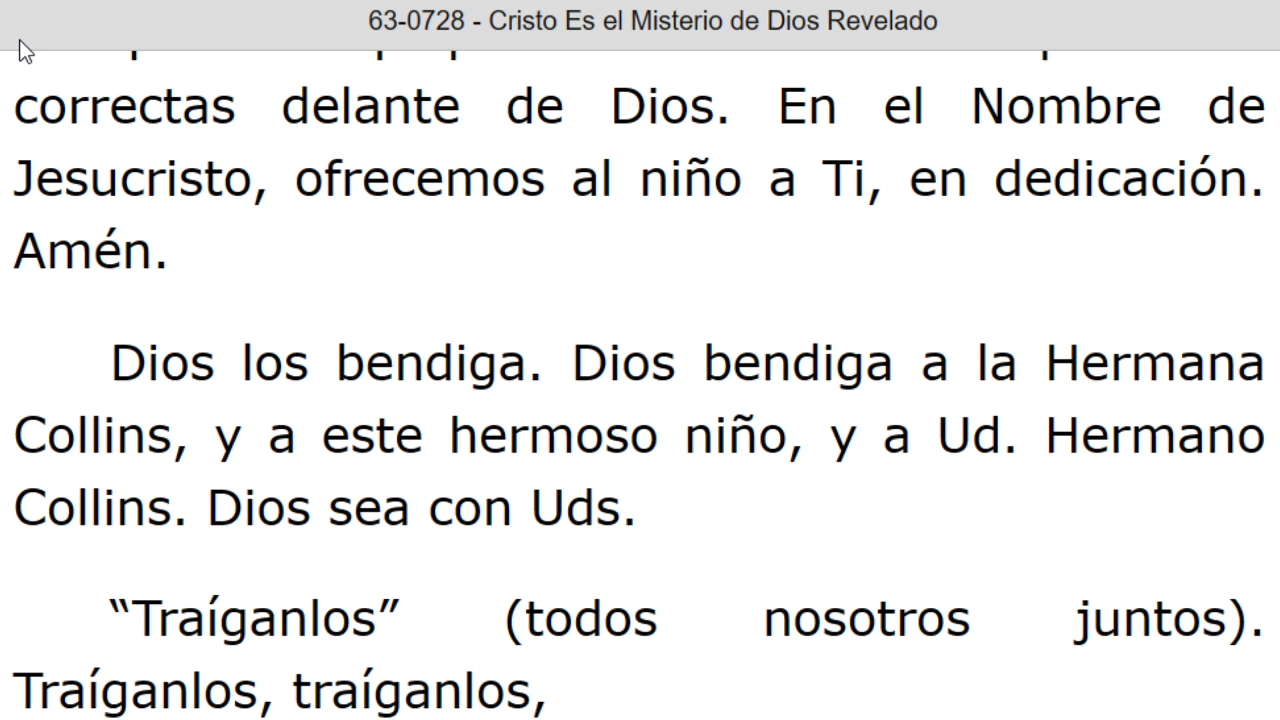 63-0728 - Cristo Es el Misterio de Dios Revelado
correctas delante de Dios. En el Nombre de
Jesucristo, ofrecemos al niño a Ti, en dedicación.
Amén.
Dios los bendiga. Dios bendiga a la Hermana
Collins, y a este hermoso niño, y a Ud. Hermano
Collins. Dios sea con Uds.
“Traíganlos” (todos nosotros juntos).
Traíganlos, traíganlos,